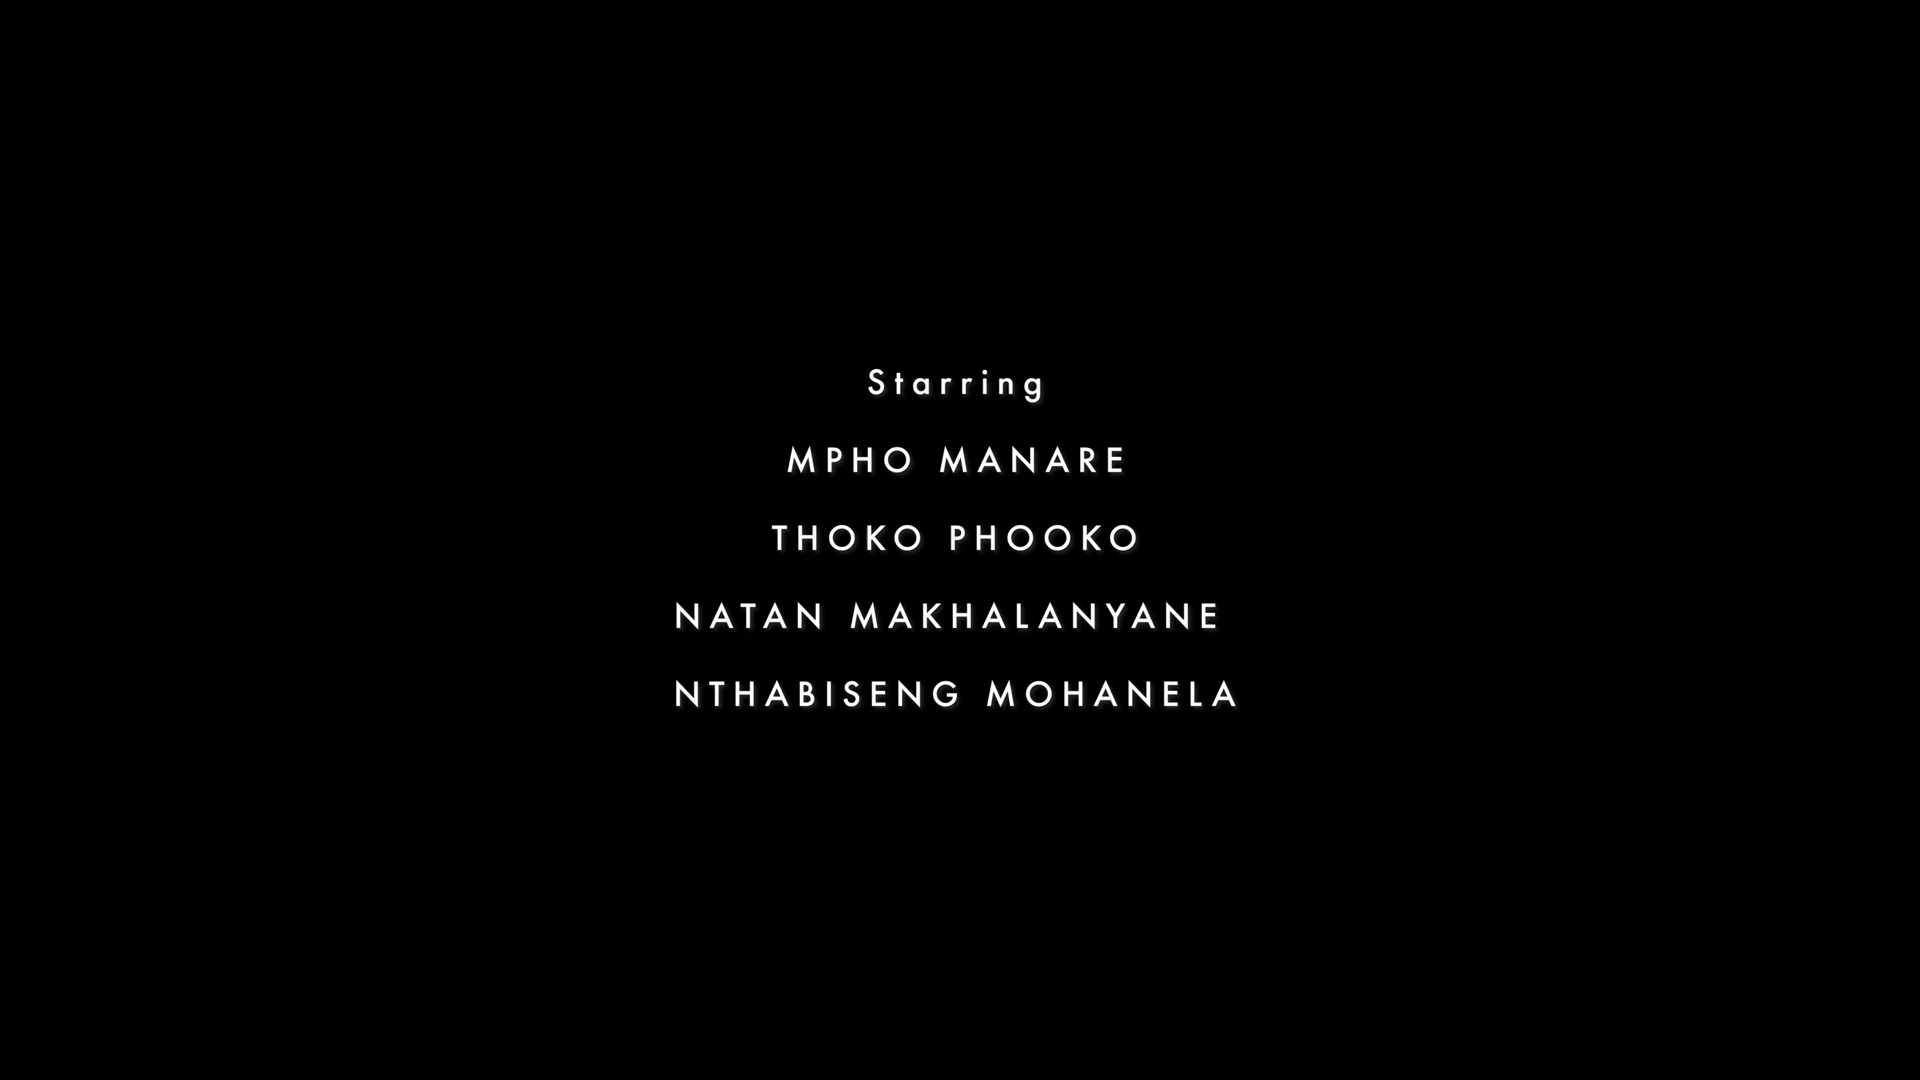 Starring
MPHO MANARE
THOKO PHOOKO
NATAN MAKHALANYANE
NTHABISENG MOHANELA